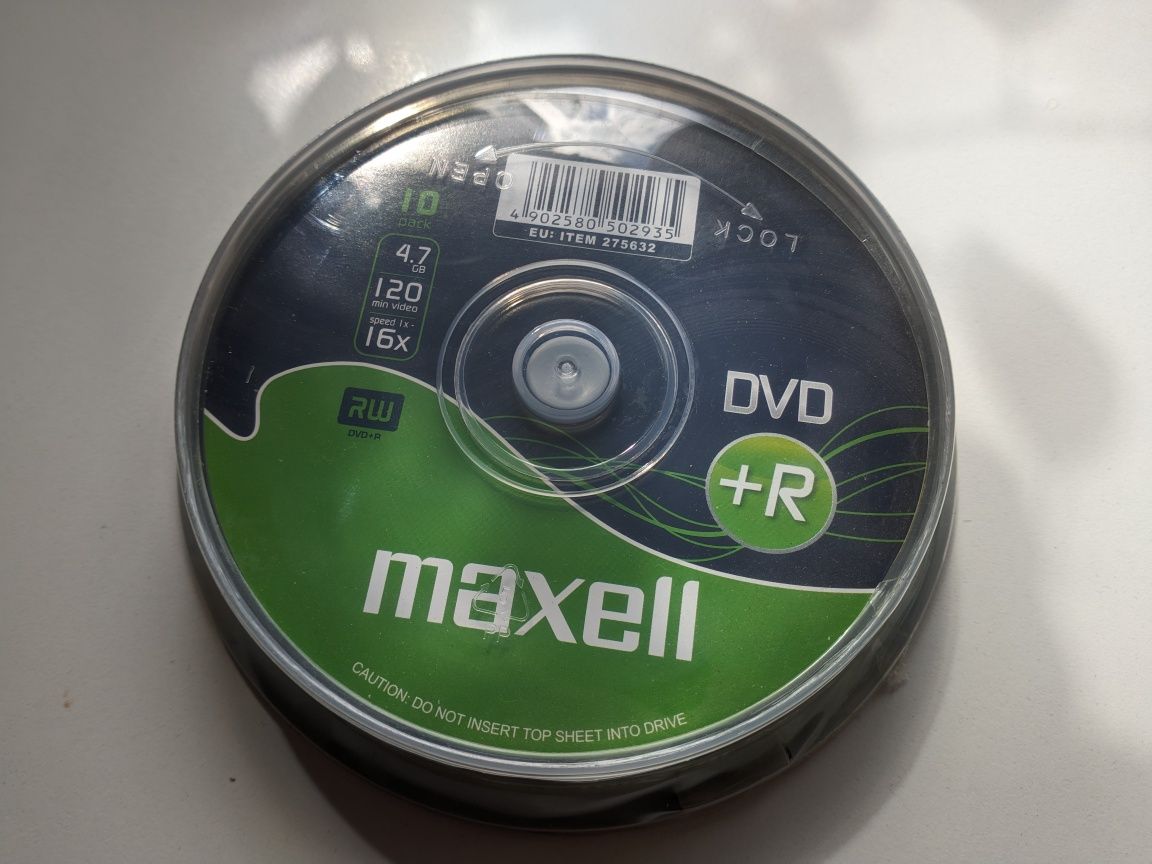 OPEN
LOCK
4 902580 502935
EU: ITEM 275632
10
pack
4.7
GB
120
min video
speed 1x -
16x
RW
DVD+R
DVD
+R
maxell
CAUTION: DO NOT INSERT TOP SHEET INTO DRIVE